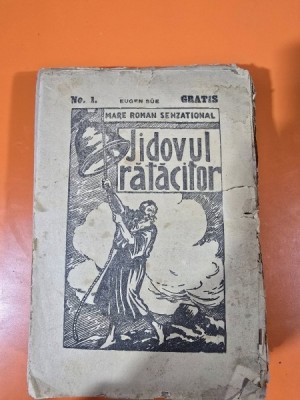 No. 1. EUGEN SUE GRATIS
MARE ROMAN SENZATIONAL
Jidovul
rătăcitor